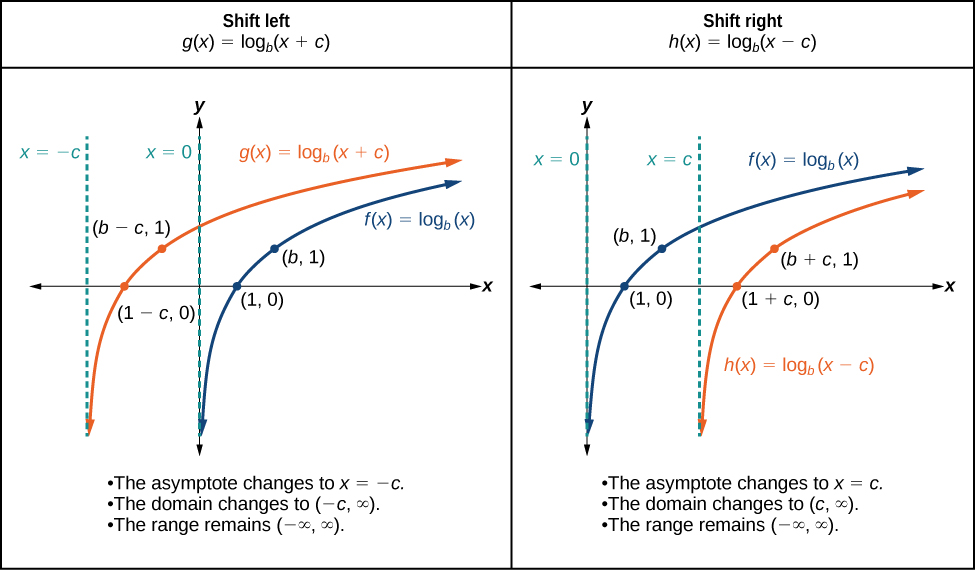 Shift left
g(x) = log_b(x + c)
Shift right
h(x) = log_b(x − c)
y
x = −c
x = 0
g(x) = log_b(x + c)
f(x) = log_b(x)
(b − c, 1)
(b, 1)
x
(1 − c, 0)
(1, 0)
•The asymptote changes to x = −c.
•The domain changes to (−c, ∞).
•The range remains (−∞, ∞).
y
x = 0
x = c
f(x) = log_b(x)
(b, 1)
(b + c, 1)
x
(1, 0)
(1 + c, 0)
h(x) = log_b(x − c)
•The asymptote changes to x = c.
•The domain changes to (c, ∞).
•The range remains (−∞, ∞).